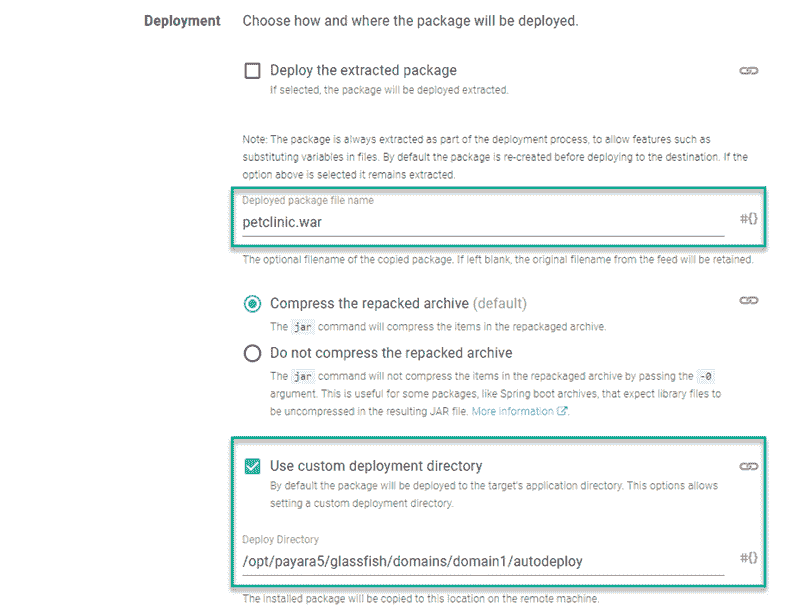 Deployment Choose how and where the package will be deployed.
Deploy the extracted package
If selected, the package will be deployed extracted.
Note: The package is always extracted as part of the deployment process, to allow features such as
substituting variables in files. By default the package is re-created before deploying to the destination. If the
option above is selected it remains extracted.
Deployed package file name
petclinic.war
#{}
The optional filename of the copied package. If left blank, the original filename from the feed will be retained.
Compress the repacked archive (default)
The jar command will compress the items in the repackaged archive.
Do not compress the repacked archive
The jar command will not compress the items in the repackaged archive by passing the -0
argument. This is useful for some packages, like Spring boot archives, that expect library files to
be uncompressed in the resulting JAR file. More information.
Use custom deployment directory
By default the package will be deployed to the target's application directory. This options allows
setting a custom deployment directory.
Deploy Directory
/opt/payara5/glassfish/domains/domain1/autodeploy
#{}
The installed package will be copied to this location on the remote machine.